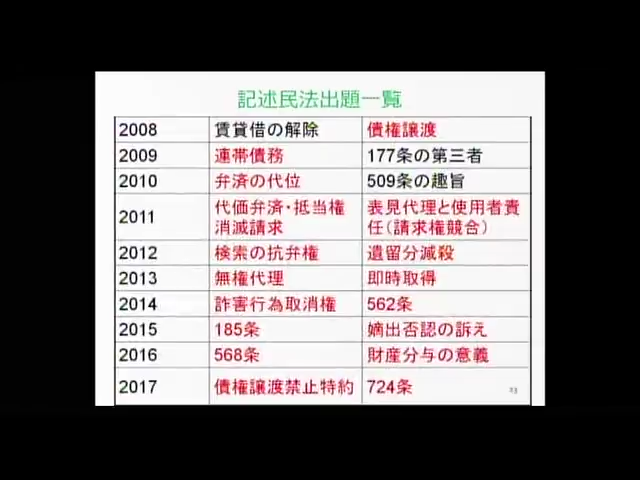 記述民法出題一覧
2008 賃貸借の解除 債権譲渡
2009 連帯債務 177条の第三者
2010 弁済の代位 509条の趣旨
2011 代価弁済・抵当権消滅請求 表見代理と使用者責任（請求権競合）
2012 検索の抗弁権 遺留分減殺
2013 無権代理 即時取得
2014 詐害行為取消権 562条
2015 185条 嫡出否認の訴え
2016 568条 財産分与の意義
2017 債権譲渡禁止特約 724条